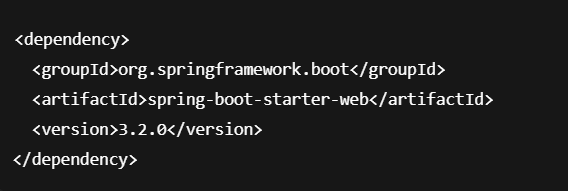 <dependency>
  <groupId>org.springframework.boot</groupId>
  <artifactId>spring-boot-starter-web</artifactId>
  <version>3.2.0</version>
</dependency>